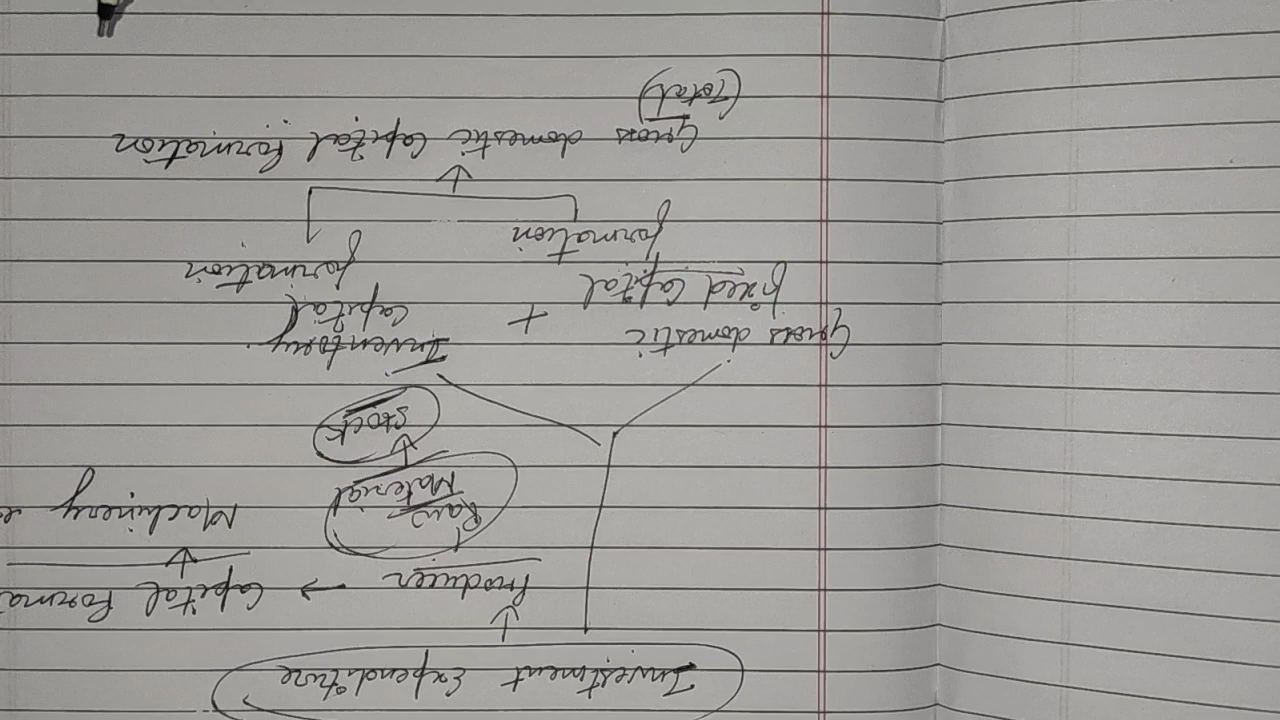 Investment Expenditure
↓
Producer → Capital Forma
↓
Raw Material
Machinery e
↓
Stock
Gross domestic fixed capital formation
+
Inventory capital formation
↓
Gross domestic capital formation
(Total)